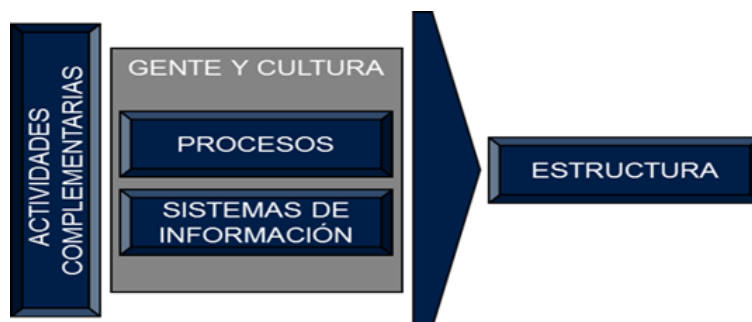 ACTIVIDADES
COMPLEMENTARIAS
GENTE Y CULTURA
PROCESOS
SISTEMAS DE
INFORMACIÓN
ESTRUCTURA